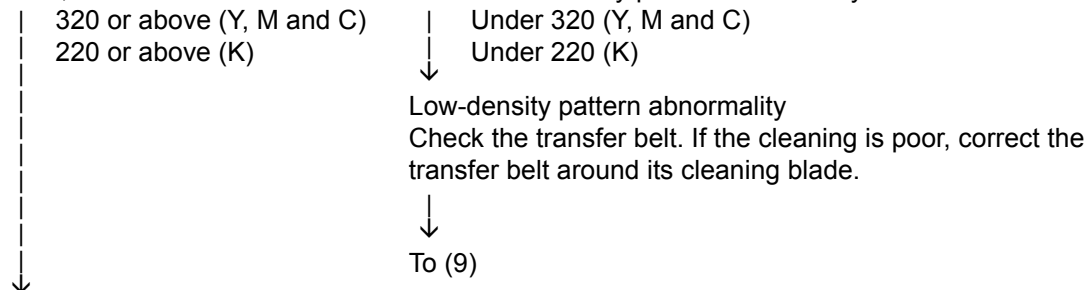 320 or above (Y, M and C)
Under 320 (Y, M and C)
220 or above (K)
Under 220 (K)
Low-density pattern abnormality
Check the transfer belt. If the cleaning is poor, correct the
transfer belt around its cleaning blade.
To (9)